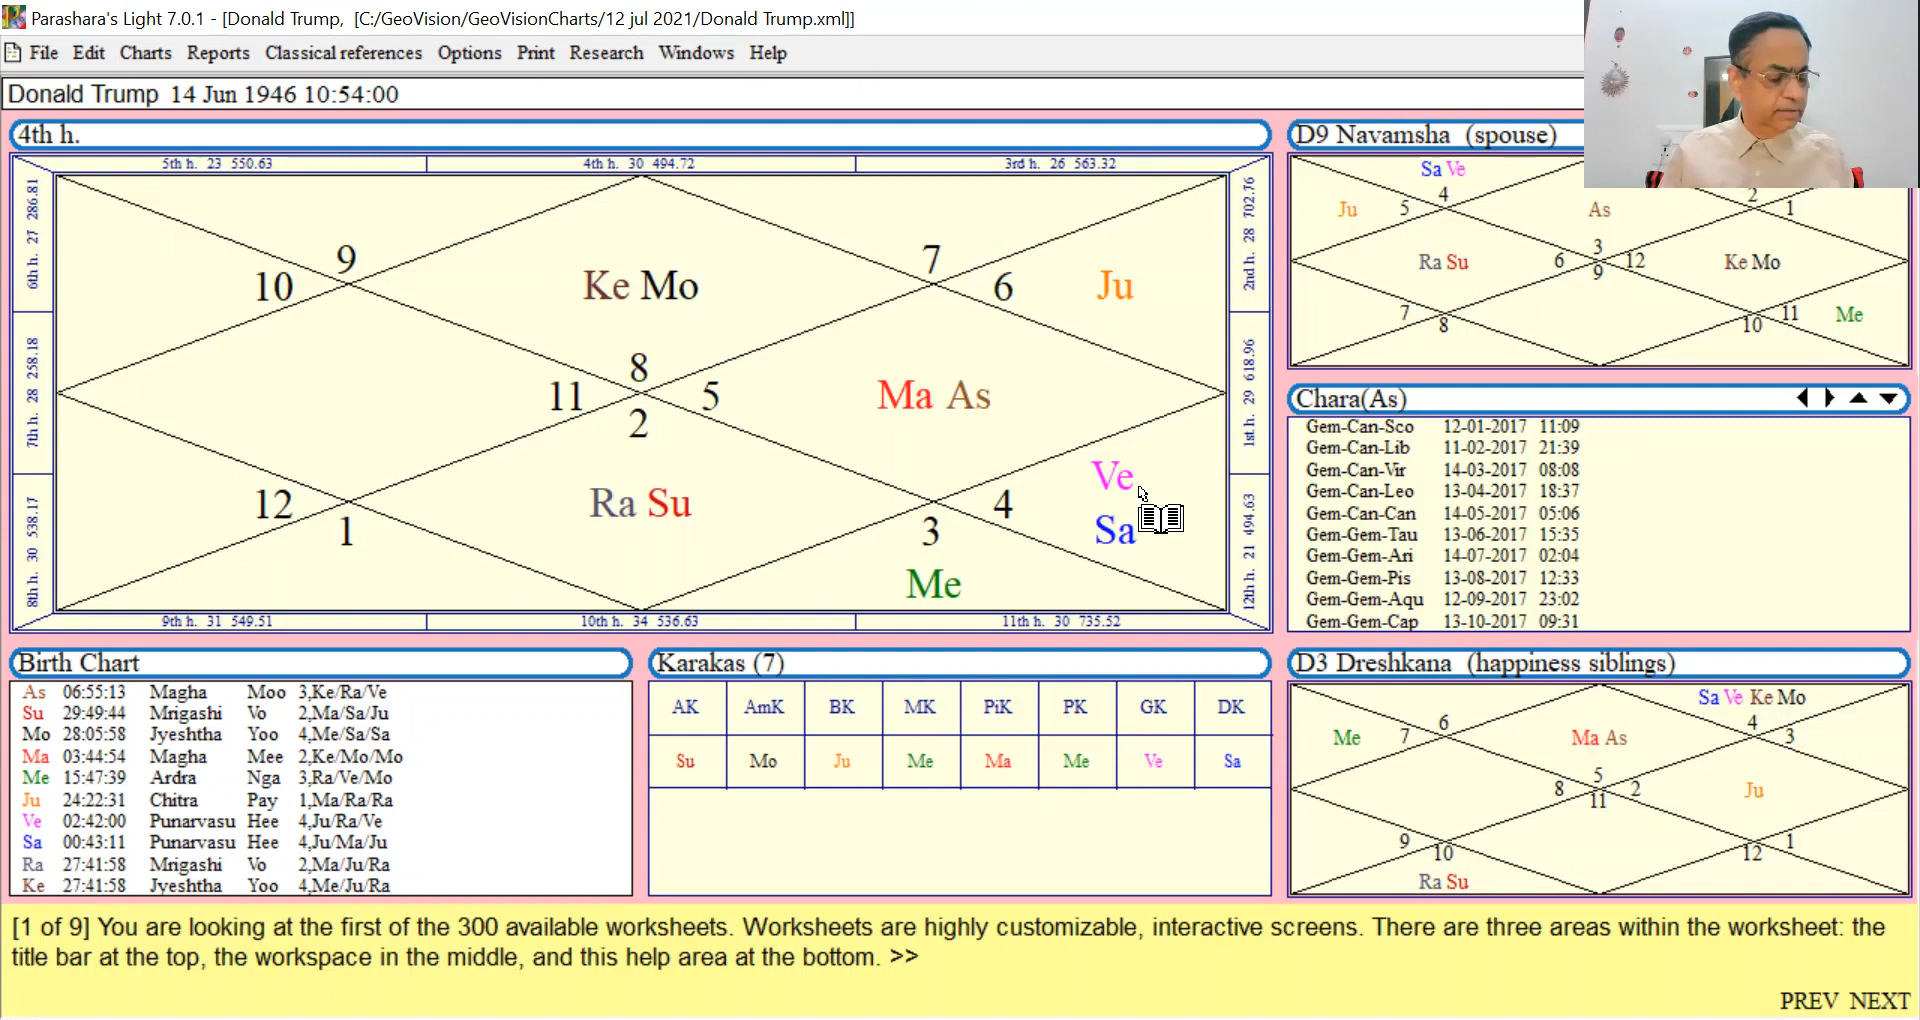 Parashara's Light 7.0.1 - [Donald Trump,  [C:/GeoVision/GeoVisionCharts/12 jul 2021/Donald Trump.xml]]
File Edit Charts Reports Classical references Options Print Research Windows Help
Donald Trump 14 Jun 1946 10:54:00
4th h.
5th h. 23 550.63
4th h. 30 494.72
3rd h. 26 563.32
6th h. 27 286.81
7th h. 28 258.18
8th h. 30 538.17
2nd h. 28 702.76
1st h. 29 618.96
12th h. 21 494.63
9
7
10
Ke Mo
6
Ju
8
11
5
Ma As
2
Ve
12
Ra Su
4
Sa
1
3
Me
9th h. 31 549.51
10th h. 34 536.63
11th h. 30 735.52
D9 Navamsha (spouse)
Sa Ve
4
2
Ju
5
As
1
3
Ra Su
6
12
Ke Mo
9
7
11
Me
8
10
Chara(As)
Gem-Can-Sco 12-01-2017 11:09
Gem-Can-Lib 11-02-2017 21:39
Gem-Can-Vir 14-03-2017 08:08
Gem-Can-Leo 13-04-2017 18:37
Gem-Can-Can 14-05-2017 05:06
Gem-Gem-Tau 13-06-2017 15:35
Gem-Gem-Ari 14-07-2017 02:04
Gem-Gem-Pis 13-08-2017 12:33
Gem-Gem-Aqu 12-09-2017 23:02
Gem-Gem-Cap 13-10-2017 09:31
Birth Chart
As 06:55:13 Magha Moo 3,Ke/Ra/Ve
Su 29:49:44 Mrigashi Vo 2,Ma/Sa/Ju
Mo 28:05:58 Jyeshtha Yoo 4,Me/Sa/Sa
Ma 03:44:54 Magha Mee 2,Ke/Mo/Mo
Me 15:47:39 Ardra Nga 3,Ra/Ve/Mo
Ju 24:22:31 Chitra Pay 1,Ma/Ra/Ra
Ve 02:42:00 Punarvasu Hee 4,Ju/Ra/Ve
Sa 00:43:11 Punarvasu Hee 4,Ju/Ma/Ju
Ra 27:41:58 Mrigashi Vo 2,Ma/Ju/Ra
Ke 27:41:58 Jyeshtha Yoo 4,Me/Ju/Ra
Karakas (7)
AK AmK BK MK PiK PK GK DK
Su Mo Ju Me Ma Me Ve Sa
D3 Dreshkana (happiness siblings)
Sa Ve Ke Mo
6
4
Me
7
Ma As
3
5
8
2
Ju
11
9
1
10
12
Ra Su
[1 of 9] You are looking at the first of the 300 available worksheets. Worksheets are highly customizable, interactive screens. There are three areas within the worksheet: the
title bar at the top, the workspace in the middle, and this help area at the bottom. >>
PREV NEXT